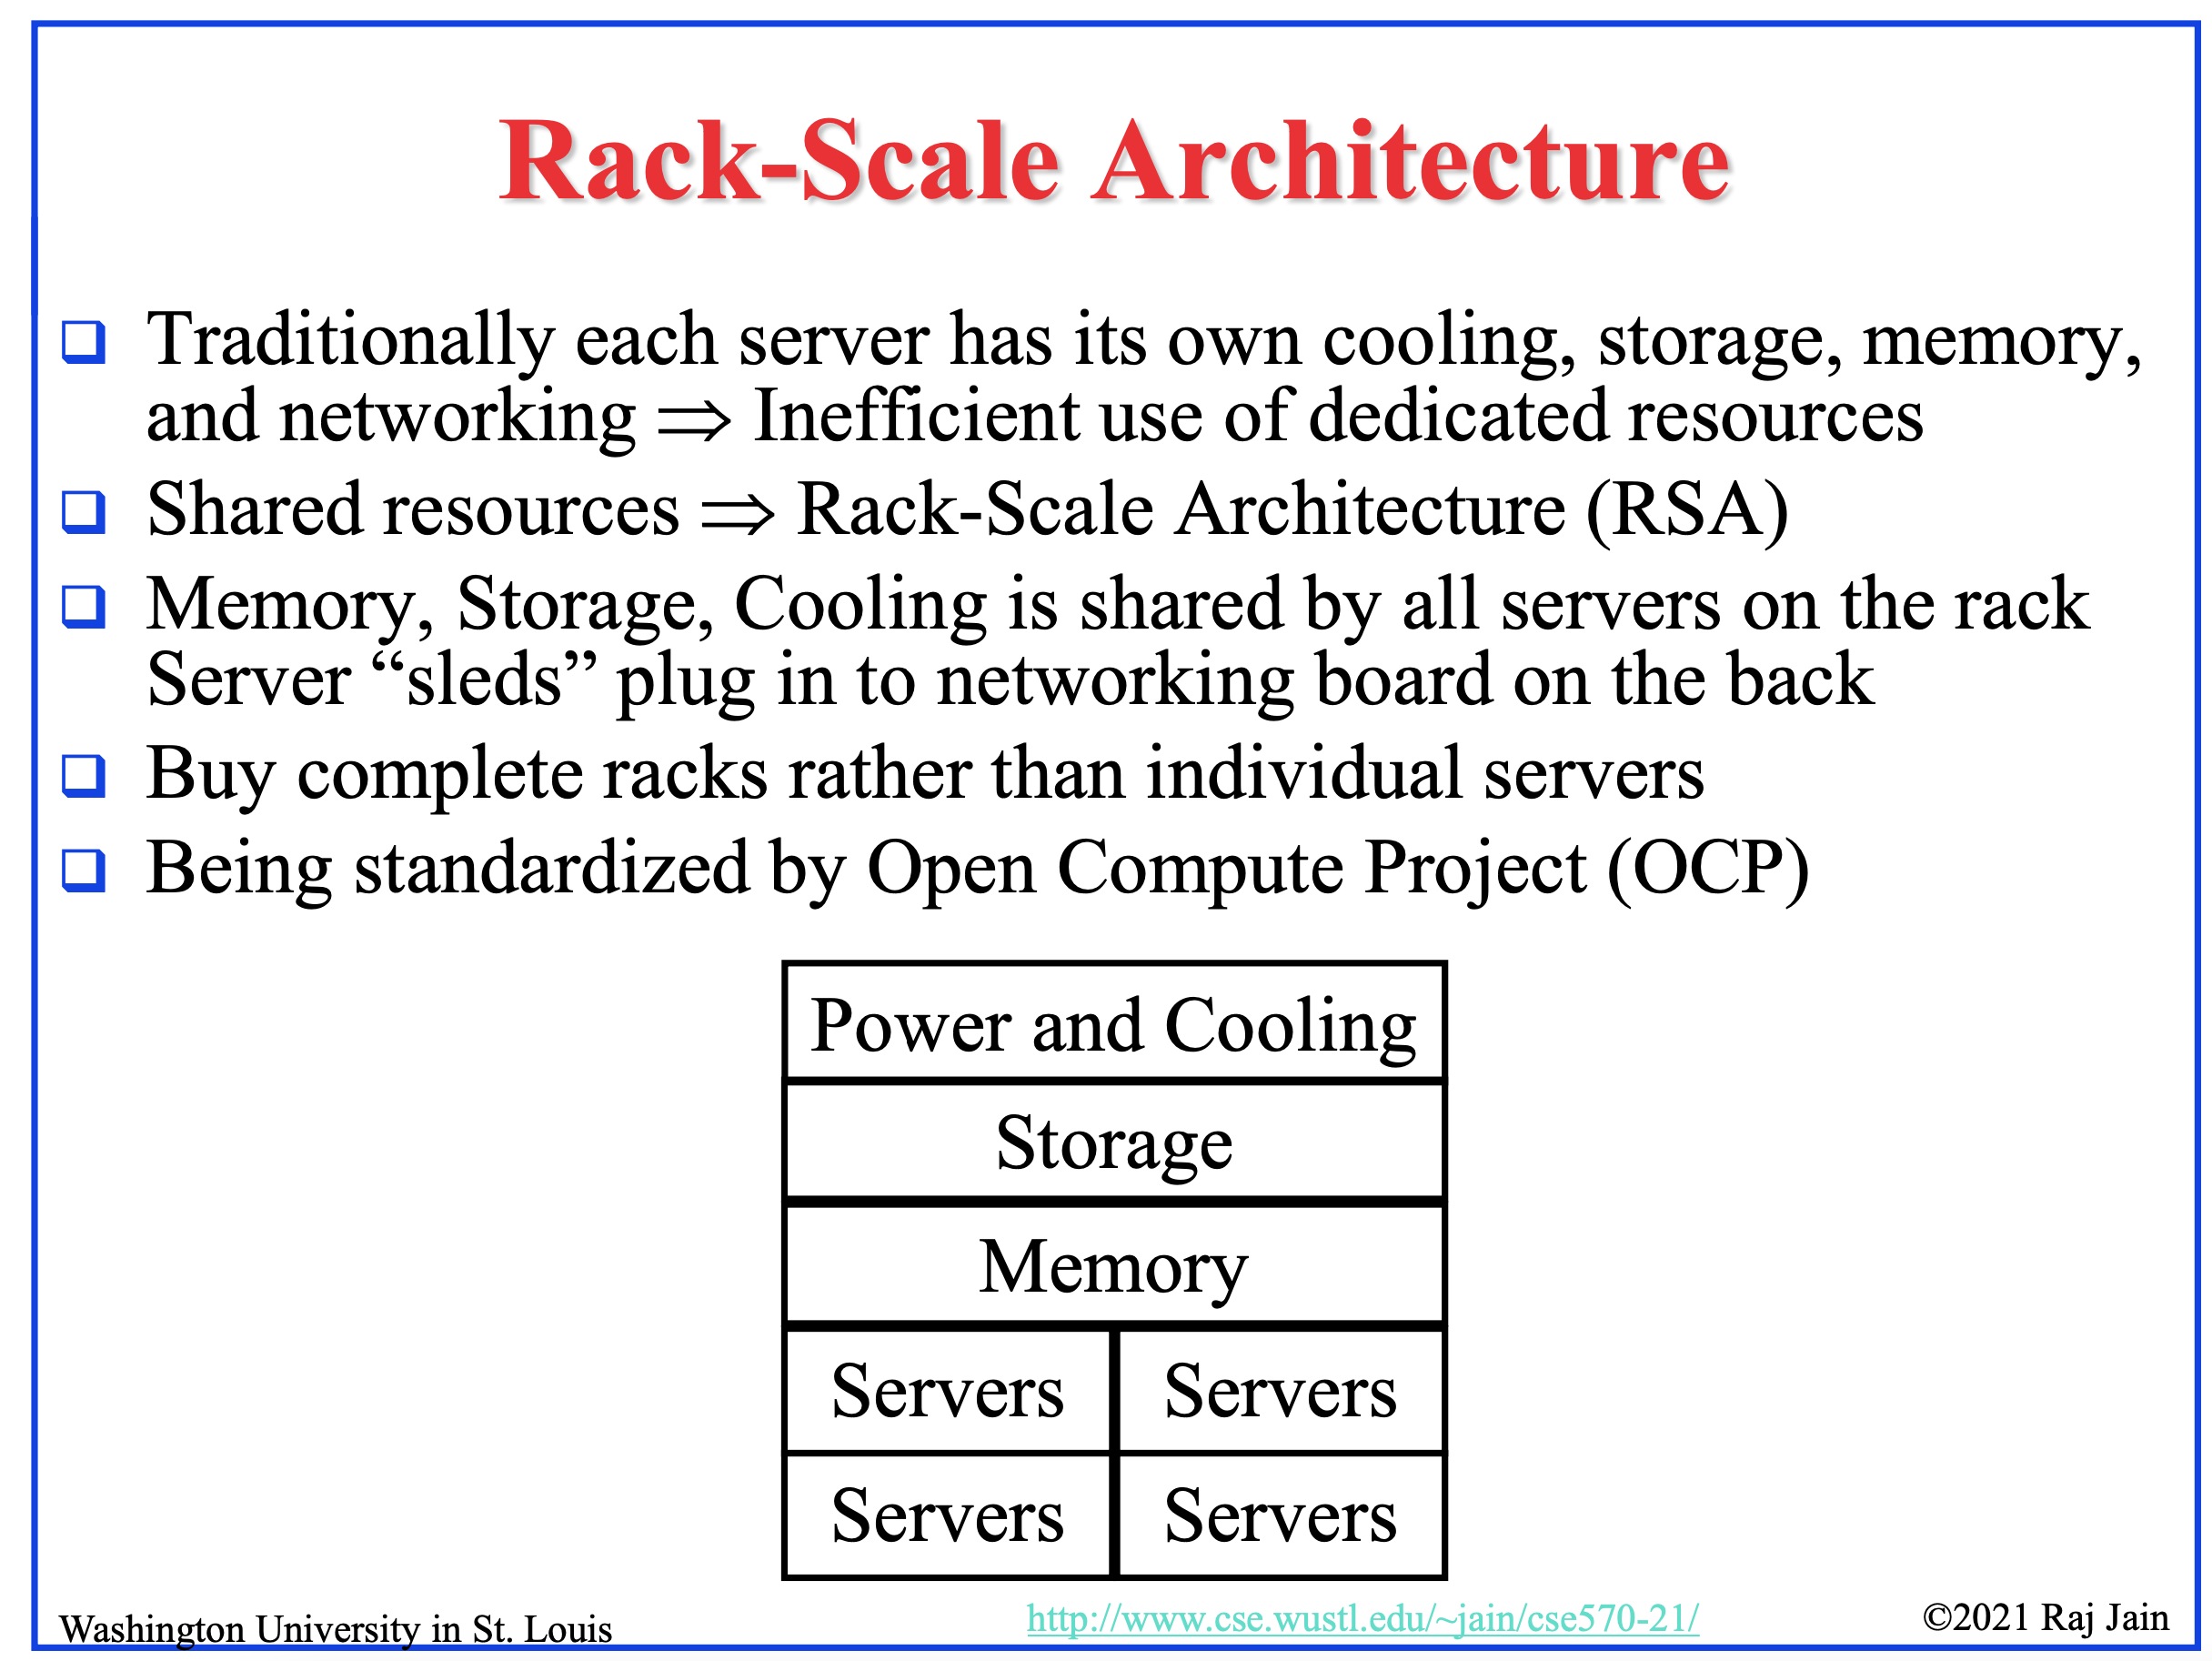 Rack-Scale Architecture
Traditionally each server has its own cooling, storage, memory,
and networking ⇒ Inefficient use of dedicated resources
Shared resources ⇒ Rack-Scale Architecture (RSA)
Memory, Storage, Cooling is shared by all servers on the rack
Server “sleds” plug in to networking board on the back
Buy complete racks rather than individual servers
Being standardized by Open Compute Project (OCP)
Power and Cooling
Storage
Memory
Servers Servers
Servers Servers
Washington University in St. Louis http://www.cse.wustl.edu/~jain/cse570-21/ ©2021 Raj Jain